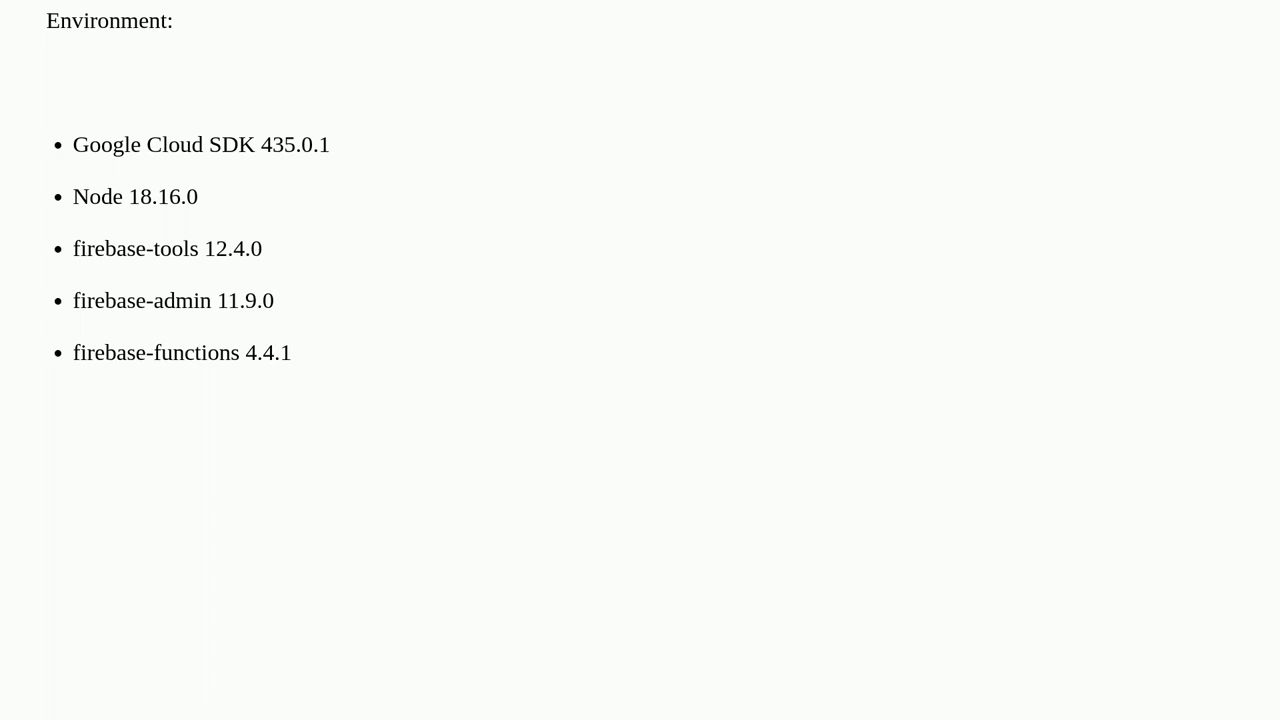 Environment:
• Google Cloud SDK 435.0.1
• Node 18.16.0
• firebase-tools 12.4.0
• firebase-admin 11.9.0
• firebase-functions 4.4.1